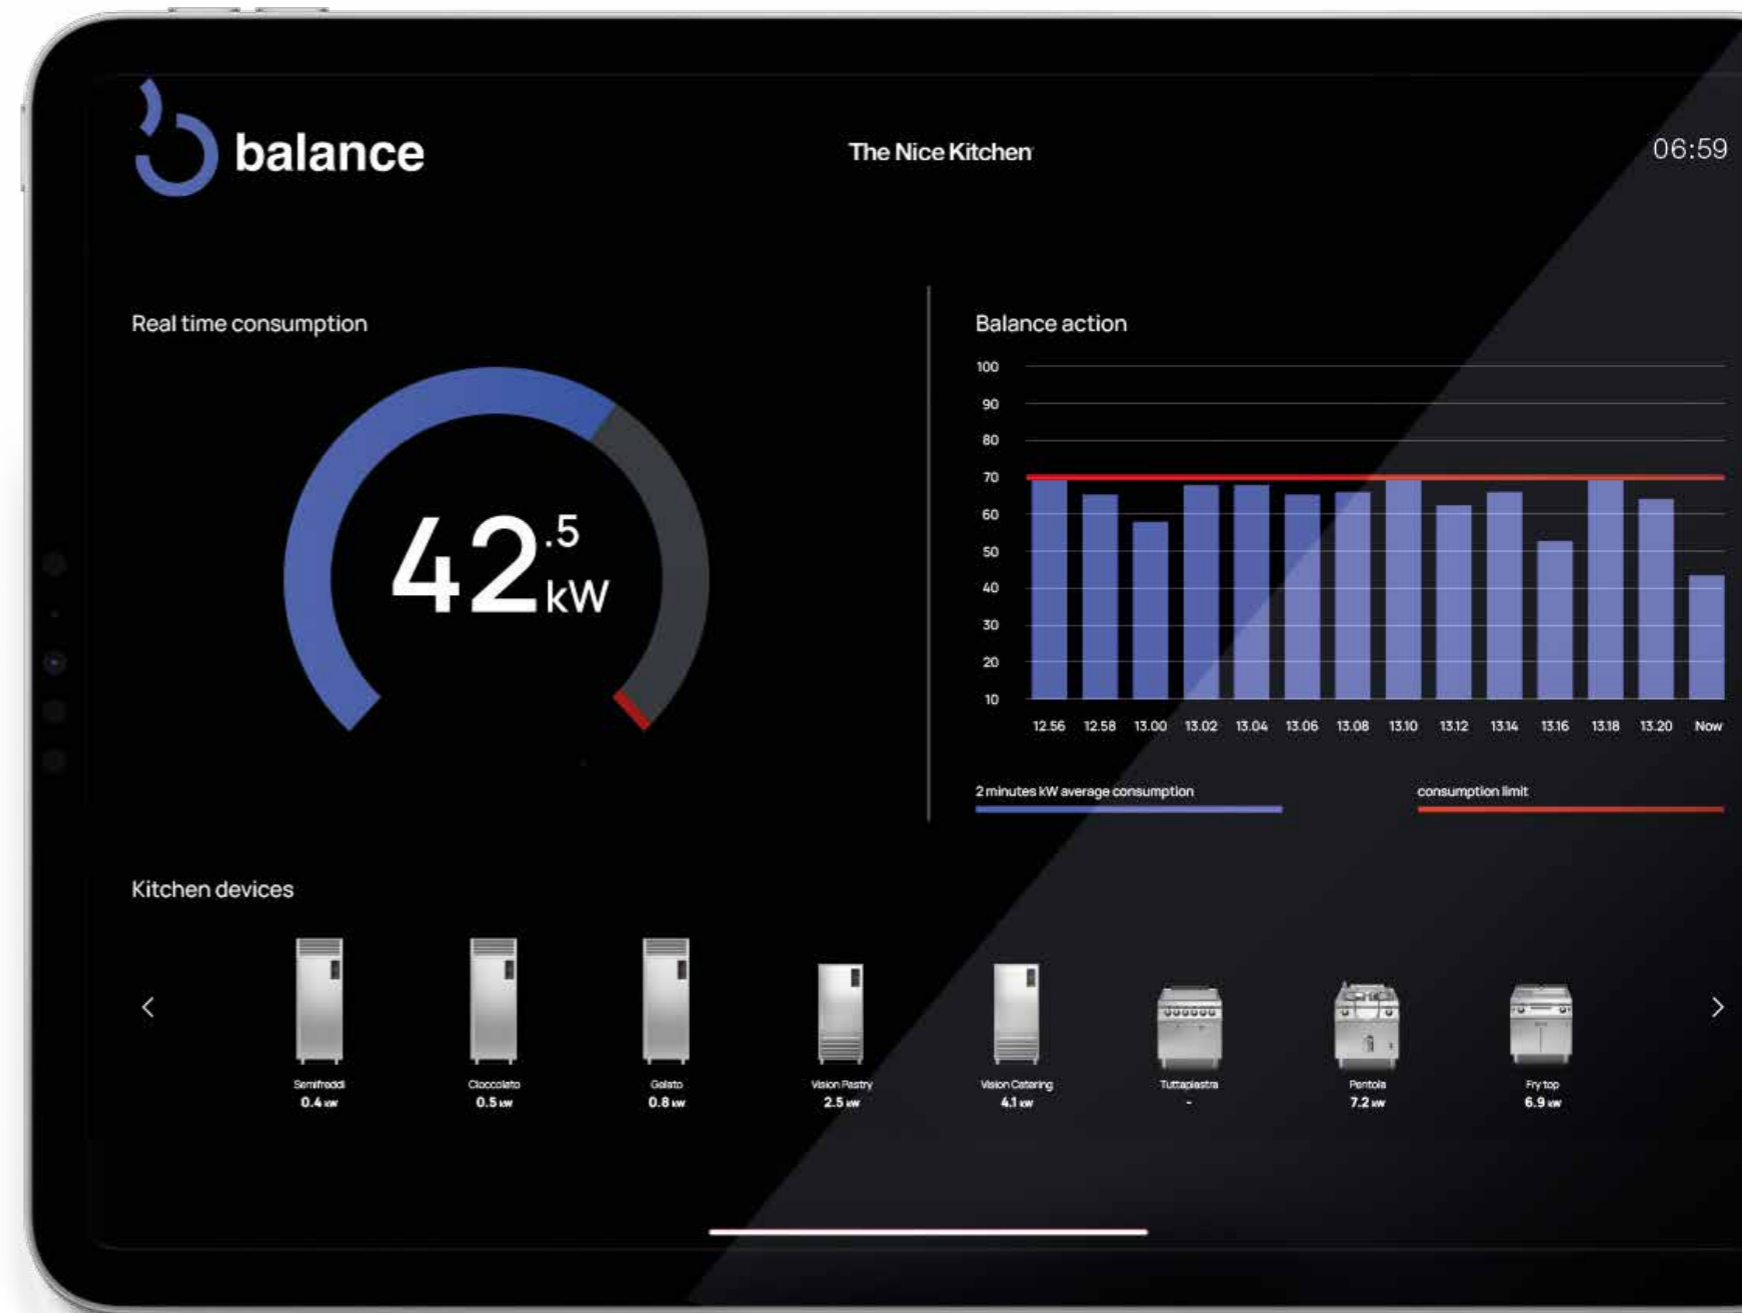 balance
The Nice Kitchen
06:59
Real time consumption
42.5 kW
Balance action
100
90
80
70
60
50
40
30
20
10
12.56 12.58 13.00 13.02 13.04 13.06 13.08 13.10 13.12 13.14 13.16 13.18 13.20 Now
2 minutes kW average consumption
consumption limit
Kitchen devices
< >
Semifreddi Cioccolato Gelato Vision Pastry Vision Catering Tuttapiastra Pentola Fry top
0.4 kW 0.5 kW 0.8 kW 2.5 kW 4.1 kW - 7.2 kW 6.9 kW